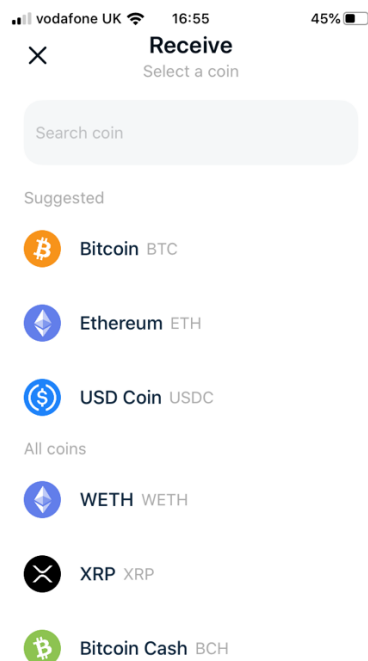 vodafone UK 16:55 45%
Receive
Select a coin
Search coin
Suggested
Bitcoin BTC
Ethereum ETH
USD Coin USDC
All coins
WETH WETH
XRP XRP
Bitcoin Cash BCH